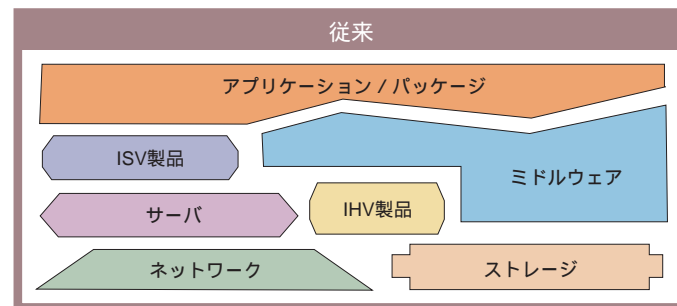 従来
アプリケーション / パッケージ
ISV製品
ミドルウェア
サーバ
IHV製品
ネットワーク
ストレージ